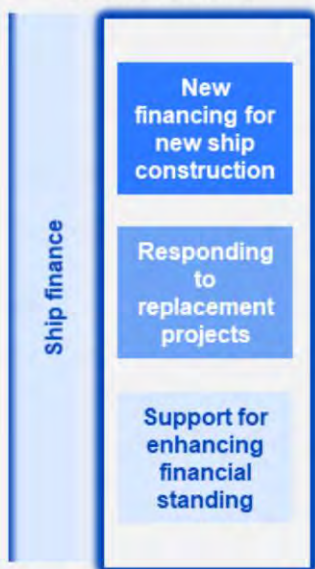 Ship finance
New
financing for
new ship
construction
Responding
to
replacement
projects
Support for
enhancing
financial
standing